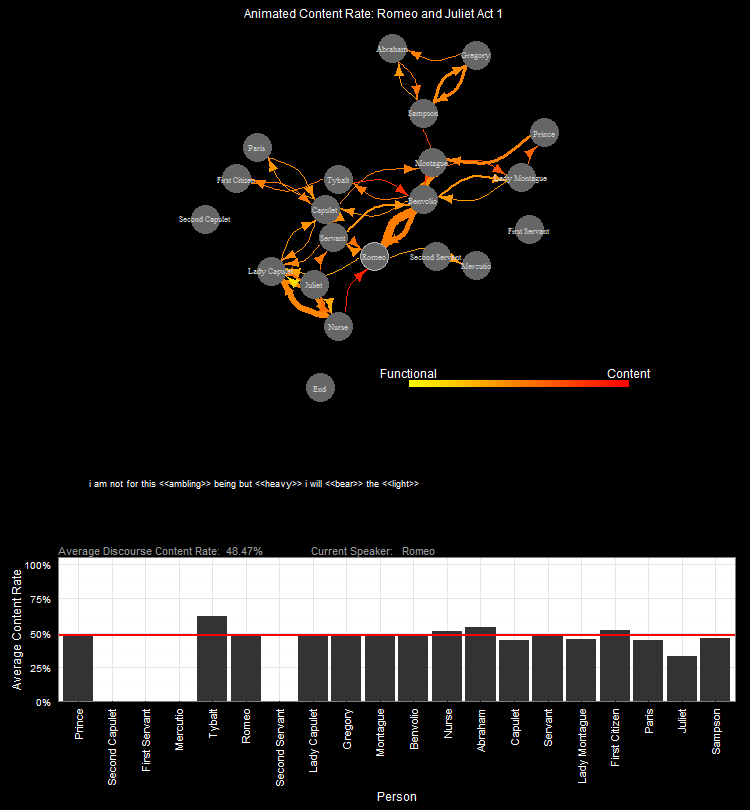 Animated Content Rate: Romeo and Juliet Act 1
Abraham
Gregory
Sampson
Prince
Paris
Montague
First Citizen
Tybalt
Lady Montague
Benvolio
Capulet
Second Capulet
First Servant
Servant
Romeo
Second Servant
Mercutio
Lady Capulet
Juliet
Nurse
End
Functional Content
i am not for this <<ambling>> being but <<heavy>> i will <<bear>> the <<light>>
Average Discourse Content Rate: 48.47% Current Speaker: Romeo
100%
75%
50%
25%
0%
Average Content Rate
Prince
Second Capulet
First Servant
Mercutio
Tybalt
Romeo
Second Servant
Lady Capulet
Gregory
Montague
Benvolio
Nurse
Abraham
Capulet
Servant
Lady Montague
First Citizen
Paris
Juliet
Sampson
Person